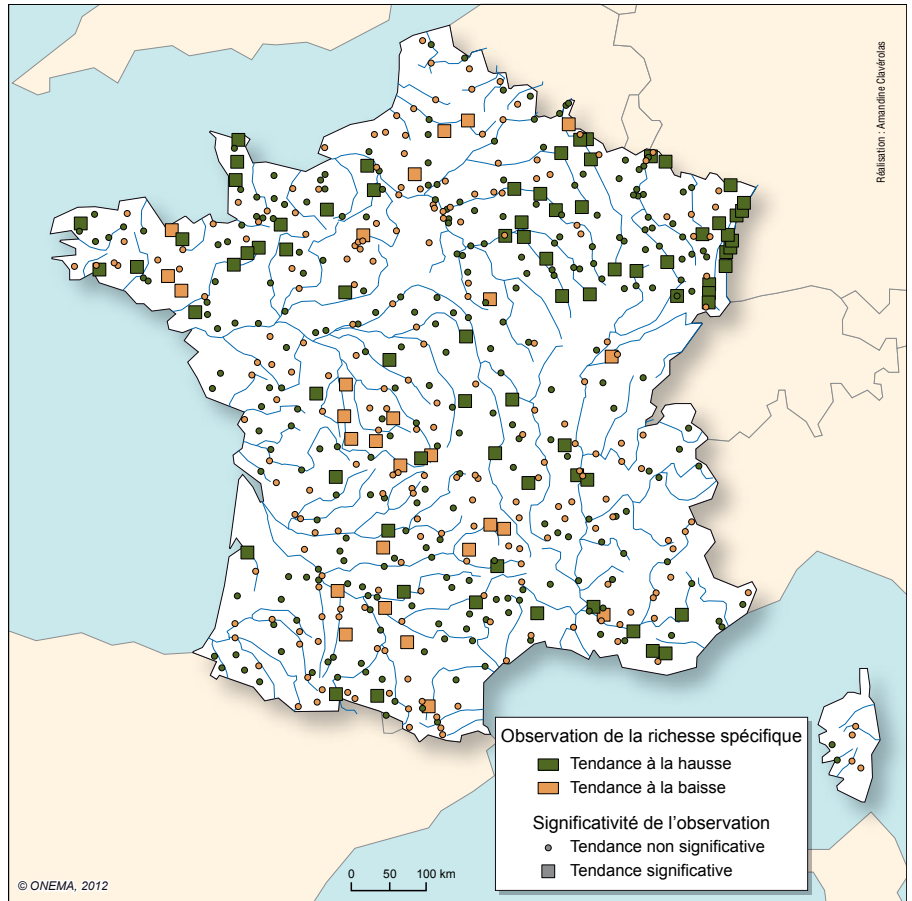 Réalisation : Amandine Clavérolas
Observation de la richesse spécifique
Tendance à la hausse
Tendance à la baisse
Significativité de l'observation
Tendance non significative
Tendance significative
0 50 100 km
© ONEMA, 2012